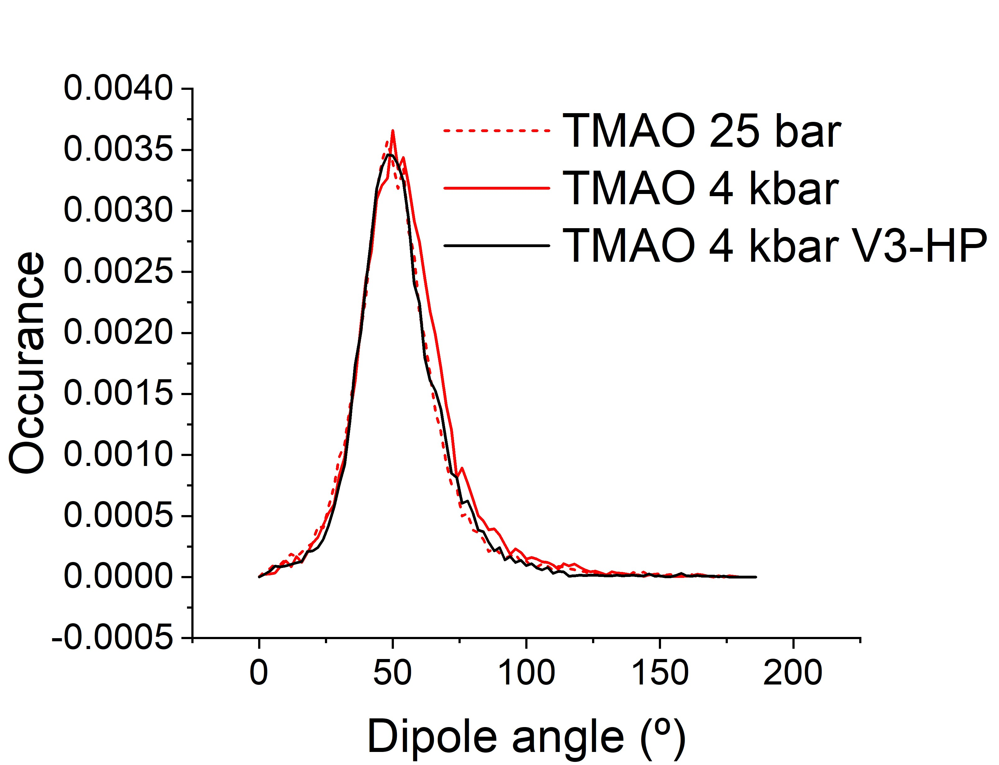 0.0040
0.0035
0.0030
0.0025
0.0020
0.0015
0.0010
0.0005
0.0000
-0.0005
Occurance
TMAO 25 bar
TMAO 4 kbar
TMAO 4 kbar V3-HP
0 50 100 150 200
Dipole angle (º)